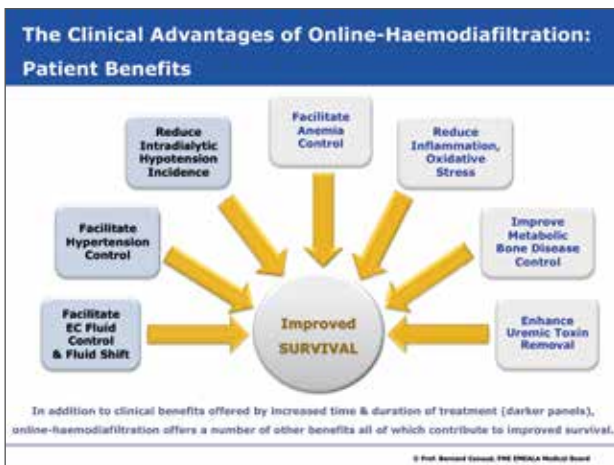 The Clinical Advantages of Online-Haemodiafiltration:
Patient Benefits
Facilitate
Anemia
Control
Reduce
Intradialytic
Hypotension
Incidence
Reduce
Inflammation,
Oxidative
Stress
Facilitate
Hypertension
Control
Improve
Metabolic
Bone Disease
Control
Facilitate
EC Fluid
Control
& Fluid Shift
Improved
SURVIVAL
Enhance
Uremic Toxin
Removal
In addition to clinical benefits offered by increased time & duration of treatment (darker panels),
online-haemodiafiltration offers a number of other benefits all of which contribute to improved survival.
© Prof. Bernard Canaud, FME EMEALA Medical Board